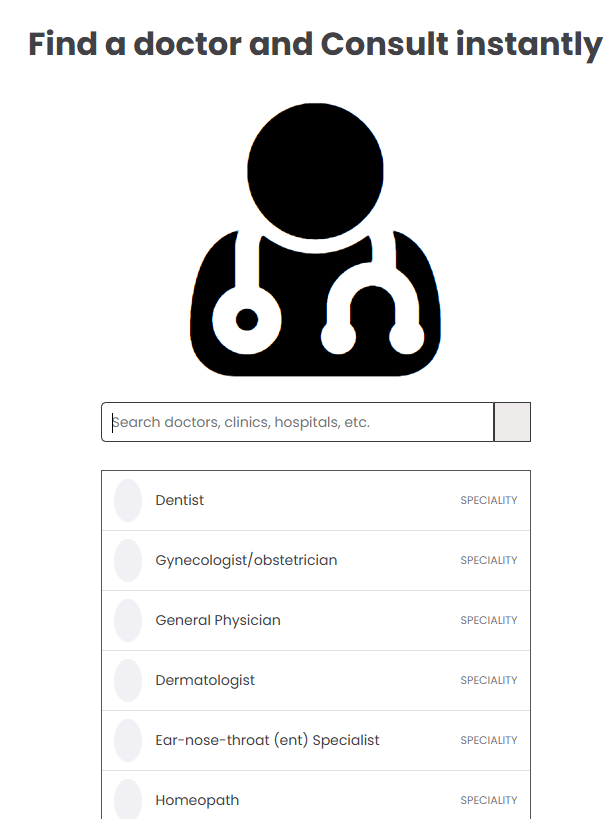 Find a doctor and Consult instantly
Search doctors, clinics, hospitals, etc.
Dentist SPECIALITY
Gynecologist/obstetrician SPECIALITY
General Physician SPECIALITY
Dermatologist SPECIALITY
Ear-nose-throat (ent) Specialist SPECIALITY
Homeopath SPECIALITY